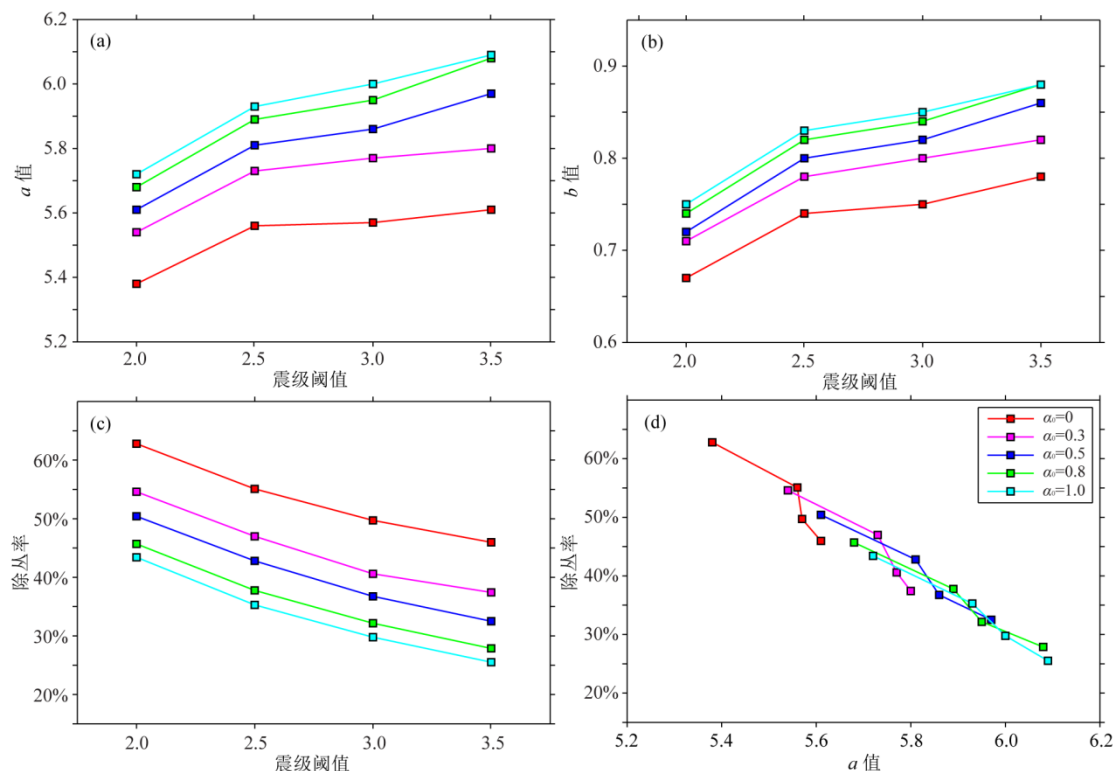 (a)
6.2
6.0
5.8
5.6
5.4
5.2
a 值
2.0 2.5 3.0 3.5
震级阈值
(b)
0.9
0.8
0.7
0.6
b 值
2.0 2.5 3.0 3.5
震级阈值
(c)
60%
50%
40%
30%
20%
除丛率
2.0 2.5 3.0 3.5
震级阈值
(d)
α₀=0
α₀=0.3
α₀=0.5
α₀=0.8
α₀=1.0
60%
50%
40%
30%
20%
除丛率
5.2 5.4 5.6 5.8 6.0 6.2
a 值